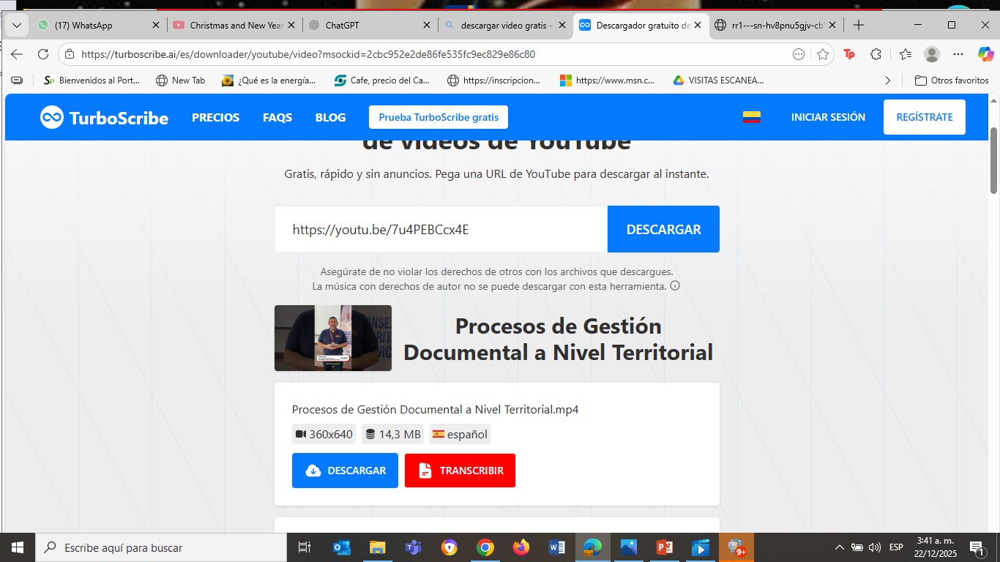 (17) WhatsApp
Christmas and New Year
ChatGPT
descargar video gratis -
Descargador gratuito de
rr1---sn-hv8pnu5gjv-cb5
https://turboscribe.ai/es/downloader/youtube/video?msockid=2cbc952e2de86fe535fc9ec829e86c80
Bienvenidos al Port...
New Tab
¿Qué es la energía...
Cafe, precio del Ca...
https://inscripcion...
https://www.msn.c...
VISITAS ESCANEA...
Otros favoritos
TurboScribe
PRECIOS
FAQS
BLOG
Prueba TurboScribe gratis
INICIAR SESIÓN
REGÍSTRATE
de vídeos de YouTube
Gratis, rápido y sin anuncios. Pega una URL de YouTube para descargar al instante.
https://youtu.be/7u4PEBCcx4E
DESCARGAR
Asegúrate de no violar los derechos de otros con los archivos que descargues.
La música con derechos de autor no se puede descargar con esta herramienta.
Procesos de Gestión
Documental a Nivel Territorial
Procesos de Gestión Documental a Nivel Territorial.mp4
360x640
14,3 MB
español
DESCARGAR
TRANSCRIBIR
Escribe aquí para buscar
9+
ESP
3:41 a. m.
22/12/2025
1